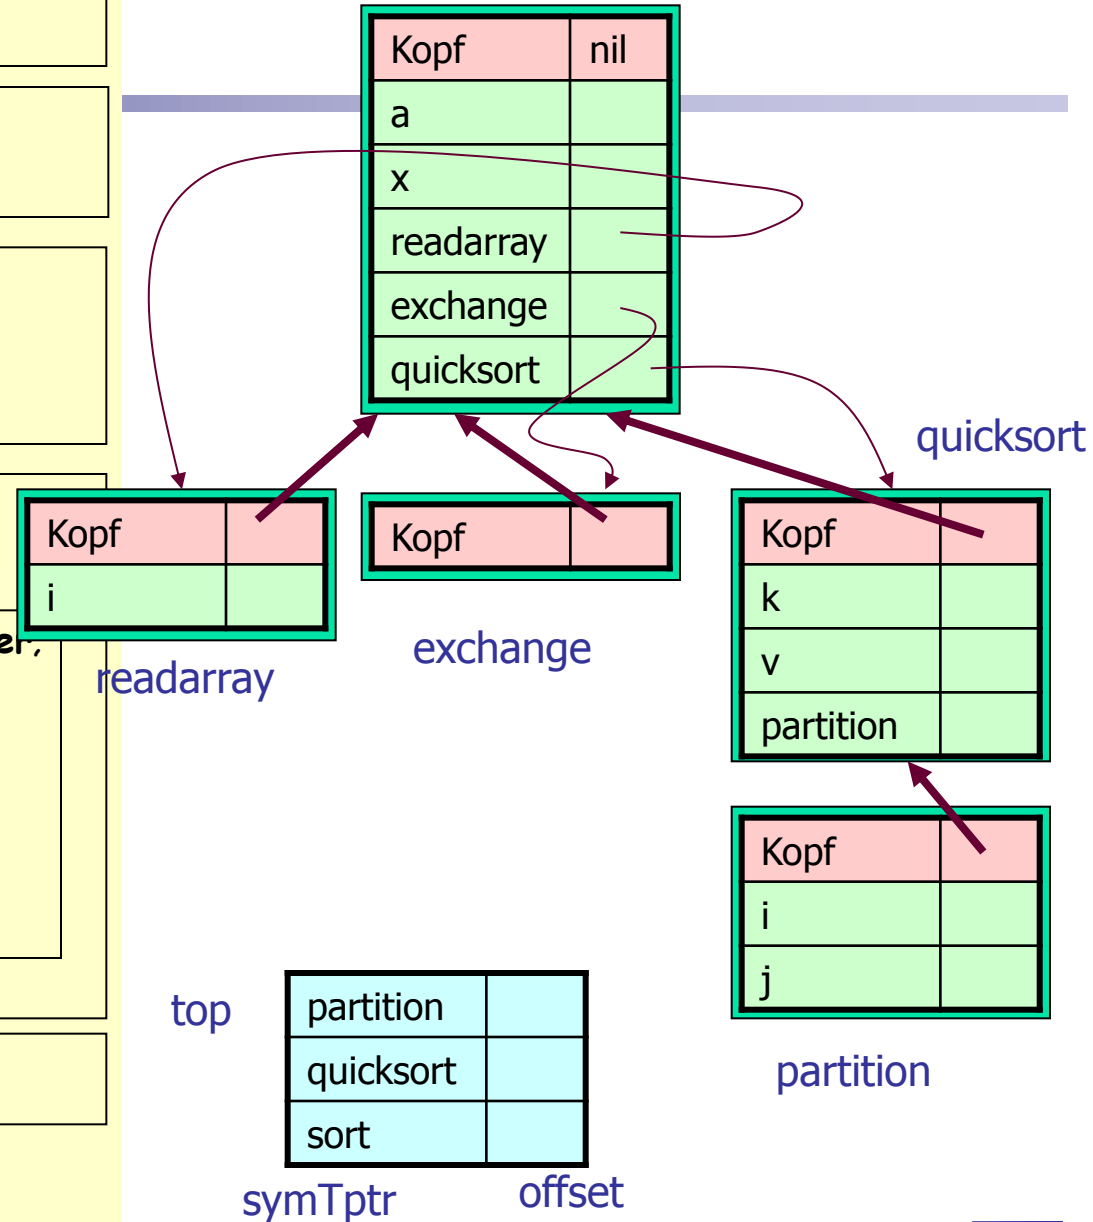 Kopf nil
a
x
readarray
exchange
quicksort
quicksort
Kopf
i
readarray
Kopf
exchange
Kopf
k
v
partition
Kopf
i
j
partition
er,
top
partition
quicksort
sort
symTptr offset